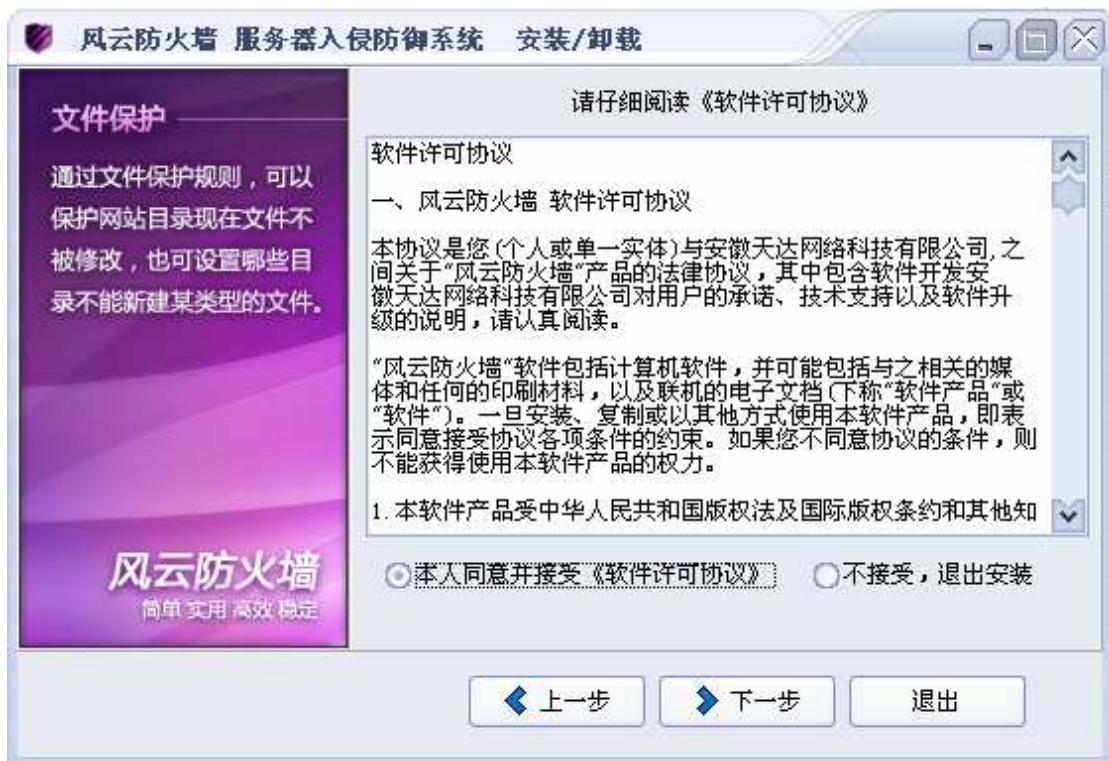 风云防火墙 服务器入侵防御系统 安装/卸载
文件保护
通过文件保护规则，可以
保护网站目录现在文件不
被修改，也可设置哪些目
录不能新建某类型的文件。
风云防火墙
简单 实用 高效 稳定
请仔细阅读《软件许可协议》
软件许可协议
一、风云防火墙 软件许可协议
本协议是您(个人或单一实体)与安徽天达网络科技有限公司,之
间关于"风云防火墙"产品的法律协议，其中包含软件开发安
徽天达网络科技有限公司对用户的承诺、技术支持以及软件升
级的说明，请认真阅读。
"风云防火墙"软件包括计算机软件，并可能包括与之相关的媒
体和任何的印刷材料，以及联机的电子文档(下称"软件产品"或
"软件")。一旦安装、复制或以其他方式使用本软件产品，即表
示同意接受协议各项条件的约束。如果您不同意协议的条件，则
不能获得使用本软件产品的权力。
1.本软件产品受中华人民共和国版权法及国际版权条约和其他知
本人同意并接受《软件许可协议》 不接受，退出安装
上一步 下一步 退出